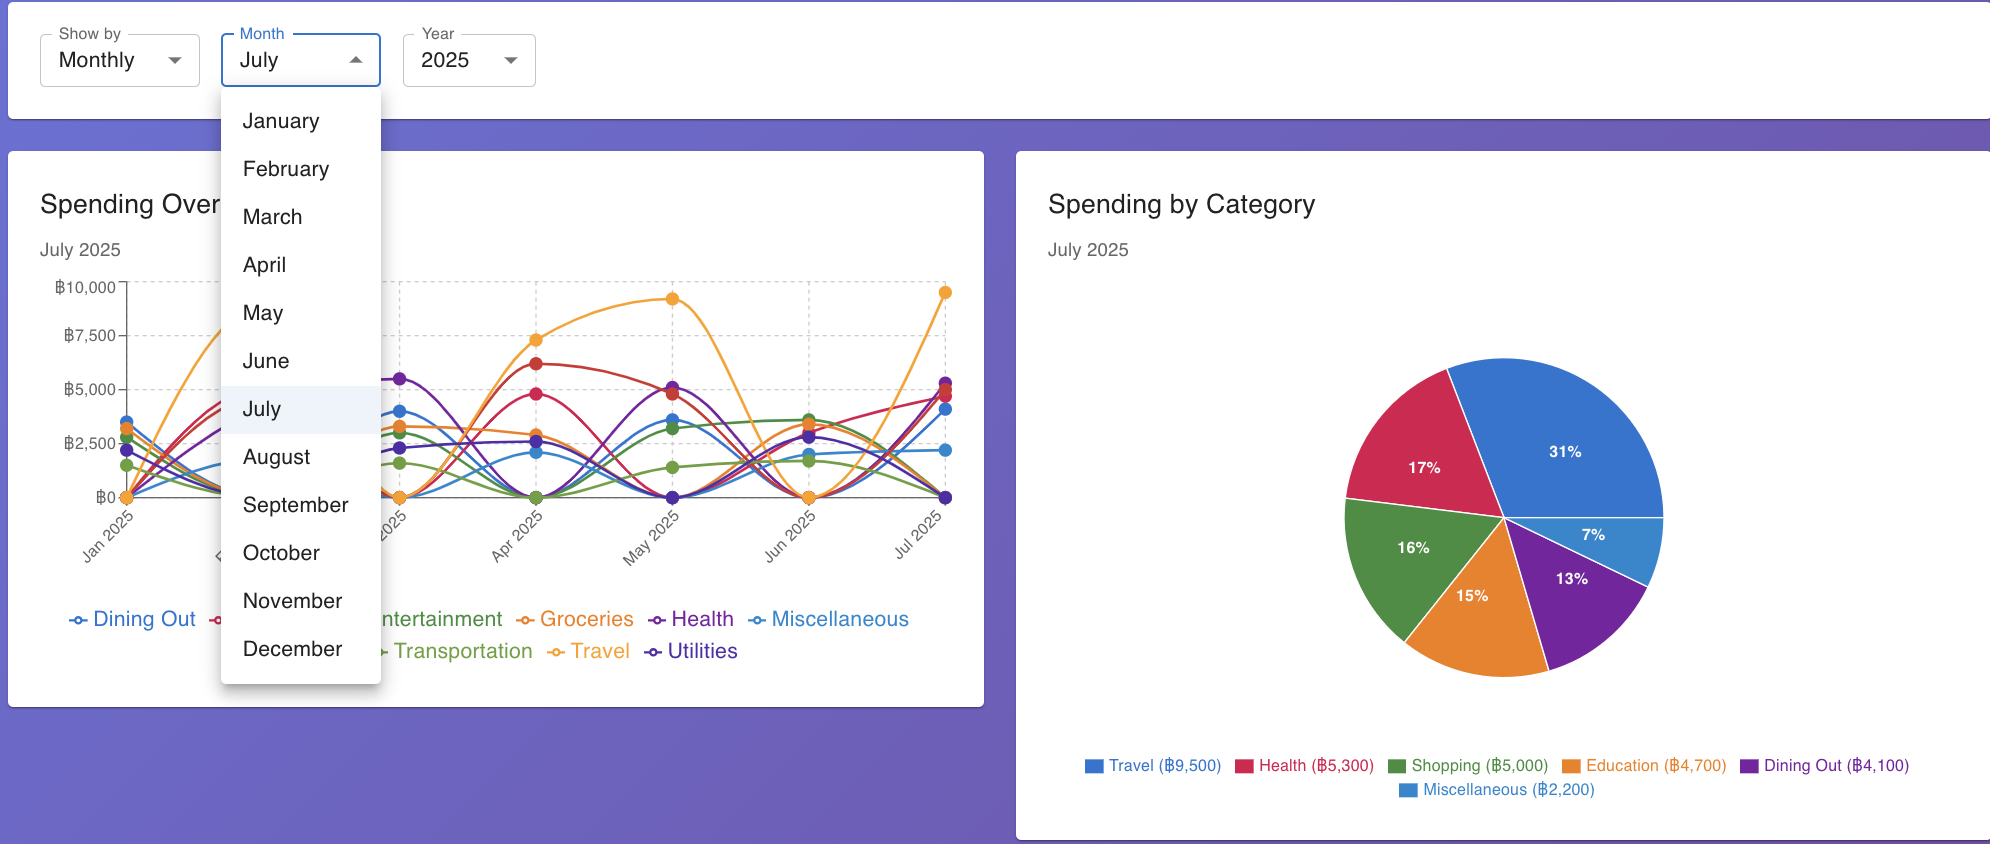 Show by
Monthly
Month
July
Year
2025
January
February
March
April
May
June
July
August
September
October
November
December
Spending Over
July 2025
฿10,000
฿7,500
฿5,000
฿2,500
฿0
Jan 2025
2025
Apr 2025
May 2025
Jun 2025
Jul 2025
Dining Out
ntertainment
Groceries
Health
Miscellaneous
Transportation
Travel
Utilities
Spending by Category
July 2025
31%
17%
16%
15%
13%
7%
Travel (฿9,500) Health (฿5,300) Shopping (฿5,000) Education (฿4,700) Dining Out (฿4,100)
Miscellaneous (฿2,200)